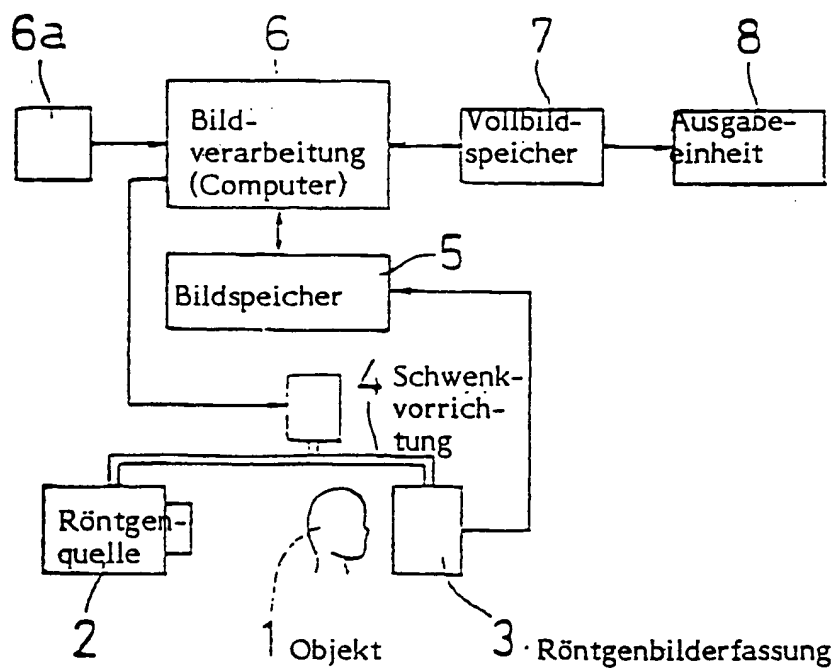 6a
6
7
8
Bild-
verarbeitung
(Computer)
Vollbild-
speicher
Ausgabe-
einheit
5
Bildspeicher
4 Schwenk-
vorrich-
tung
Röntgen-
quelle
2
1 Objekt
3 · Röntgenbilderfassung